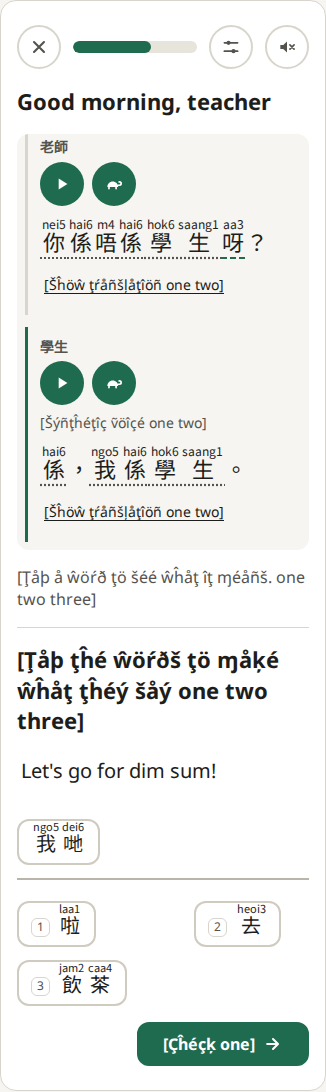 Good morning, teacher
老師
nei5 hai6 m4 hai6 hok6 saang1 aa3
你係唔係學生呀？
[Šĥöŵ ţŕåñšļåţîöñ one two]
學生
[Šýñţĥéţîç ṽöîçé one two]
hai6 ngo5 hai6 hok6 saang1
係，我係學生。
[Šĥöŵ ţŕåñšļåţîöñ one two]
[Ţåþ å ŵöŕð ţö šéé ŵĥåţ îţ ɱéåñš. one
two three]
[Ţåþ ţĥé ŵöŕðš ţö ɱåķé
ŵĥåţ ţĥéý šåý one two
three]
Let's go for dim sum!
ngo5 dei6
我哋
laa1
1 啦
heoi3
2 去
jam2 caa4
3 飲茶
[Çĥéçķ one]